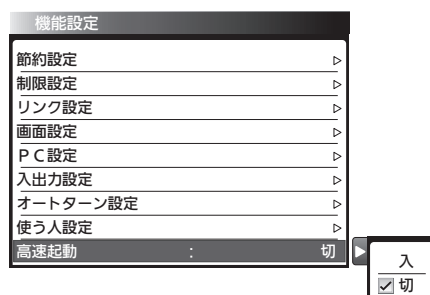 機能設定
節約設定
制限設定
リンク設定
画面設定
ＰＣ設定
入出力設定
オートターン設定
使う人設定
高速起動 : 切
入
切